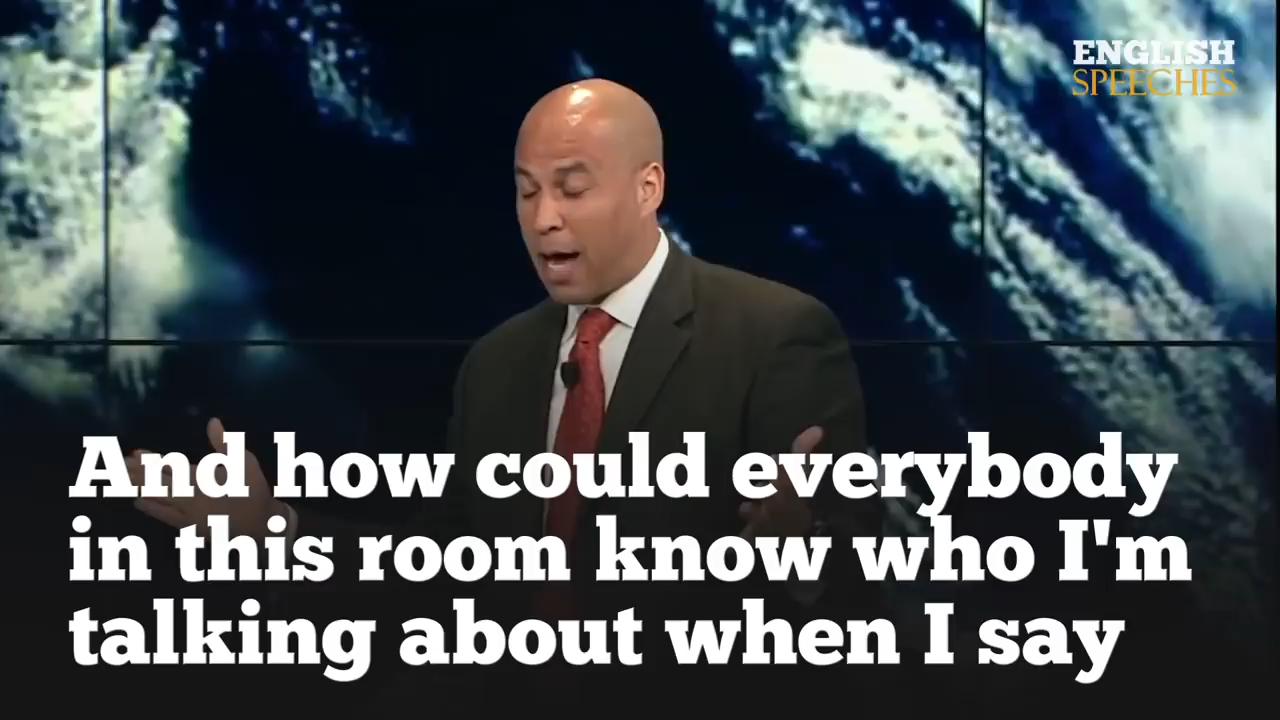 ENGLISH
SPEECHES
And how could everybody
in this room know who I'm
talking about when I say